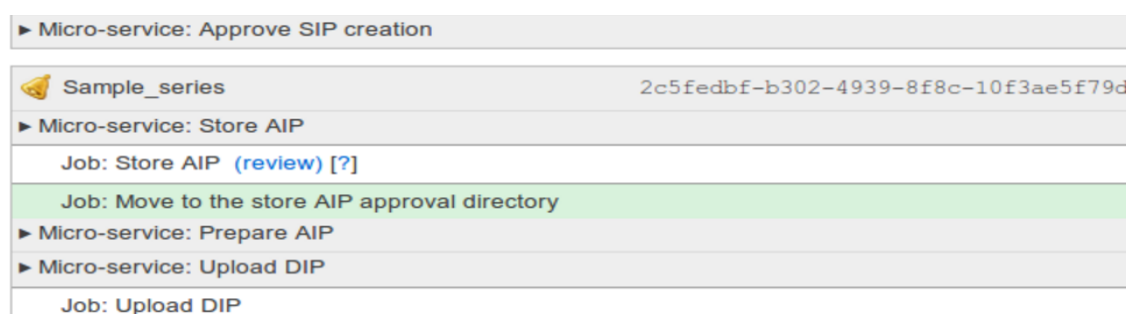 ▸ Micro-service: Approve SIP creation
Sample_series 2c5fedbf-b302-4939-8f8c-10f3ae5f79d
▸ Micro-service: Store AIP
Job: Store AIP (review) [?]
Job: Move to the store AIP approval directory
▸ Micro-service: Prepare AIP
▸ Micro-service: Upload DIP
Job: Upload DIP